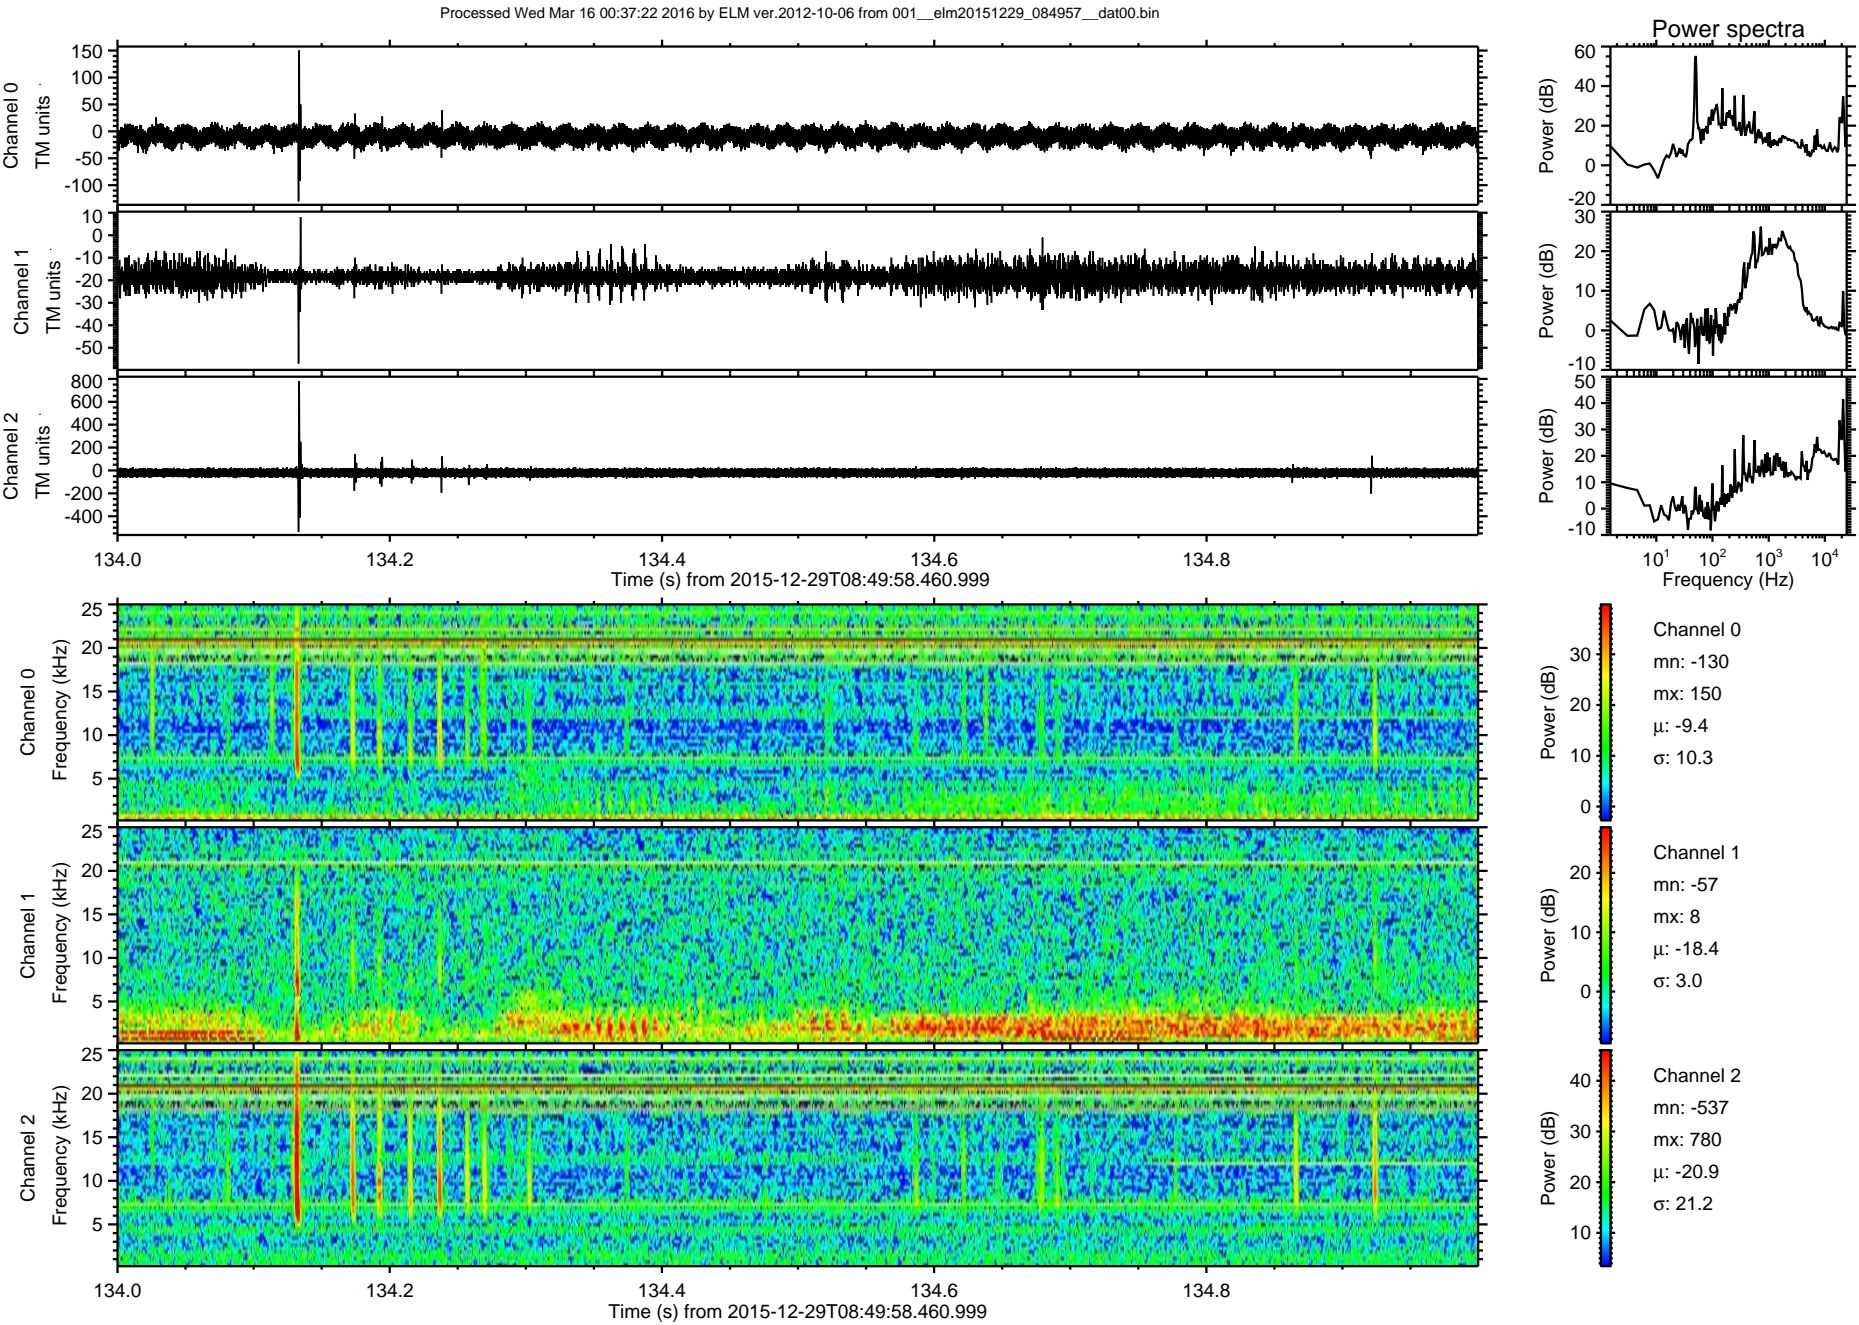 Processed Wed Mar 16 00:37:22 2016 by ELM ver.2012-10-06 from 001__elm20151229_084957__dat00.bin
Power spectra
Channel 0
TM units
150
100
50
0
-50
-100
Power (dB)
60
40
20
0
-20
Channel 1
TM units
10
0
-10
-20
-30
-40
-50
Power (dB)
30
20
10
0
-10
Channel 2
TM units
800
600
400
200
0
-200
-400
Power (dB)
50
40
30
20
10
0
-10
134.0 134.2 134.4 134.6 134.8
Time (s) from 2015-12-29T08:49:58.460.999
10¹ 10² 10³ 10⁴
Frequency (Hz)
Channel 0
Frequency (kHz)
25
20
15
10
5
Power (dB)
30
20
10
0
Channel 0
mn: -130
mx: 150
μ: -9.4
σ: 10.3
Channel 1
Frequency (kHz)
25
20
15
10
5
Power (dB)
20
10
0
Channel 1
mn: -57
mx: 8
μ: -18.4
σ: 3.0
Channel 2
Frequency (kHz)
25
20
15
10
5
Power (dB)
40
30
20
10
Channel 2
mn: -537
mx: 780
μ: -20.9
σ: 21.2
134.0 134.2 134.4 134.6 134.8
Time (s) from 2015-12-29T08:49:58.460.999